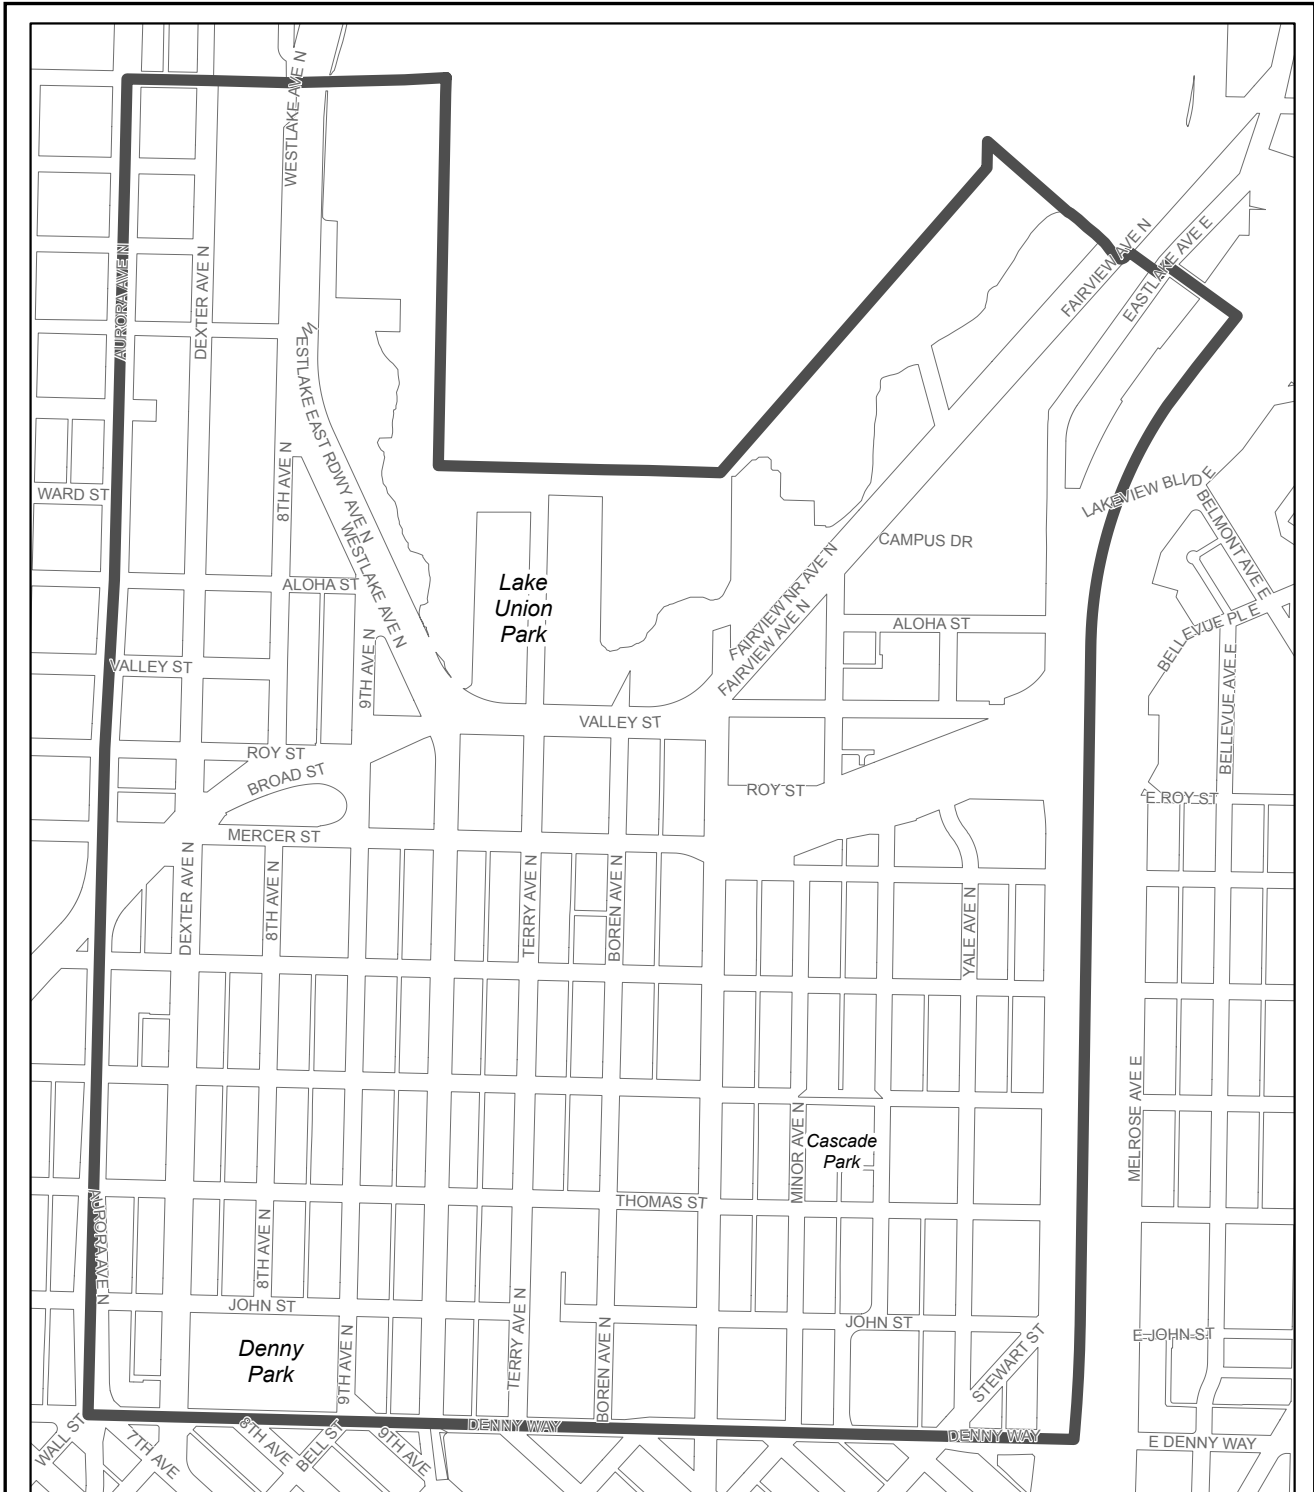 WESTLAKE AVE N
AURORA AVE N
DEXTER AVE N
FAIRVIEW AVE N
EASTLAKE AVE E
WESTLAKE EAST RDWY AVE N
8TH AVE N
WARD ST
LAKEVIEW BLVD E
BELMONT AVE E
WESTLAKE AVE N
CAMPUS DR
ALOHA ST
Lake
Union
Park
FAIRVIEW NR AVE N
FAIRVIEW AVE N
ALOHA ST
BELLEVUE PL E
VALLEY ST
9TH AVE N
BELLEVUE AVE E
VALLEY ST
ROY ST
BROAD ST
ROY ST
E ROY ST
MERCER ST
DEXTER AVE N
8TH AVE N
TERRY AVE N
BOREN AVE N
YALE AVE N
MELROSE AVE E
MINOR AVE N
Cascade
Park
THOMAS ST
AURORA AVE N
8TH AVE N
JOHN ST
TERRY AVE N
BOREN AVE N
JOHN ST
E JOHN ST
Denny
Park
9TH AVE N
STEWART ST
WALL ST
7TH AVE
8TH AVE
BELL ST
9TH AVE
DENNY WAY
DENNY WAY
E DENNY WAY